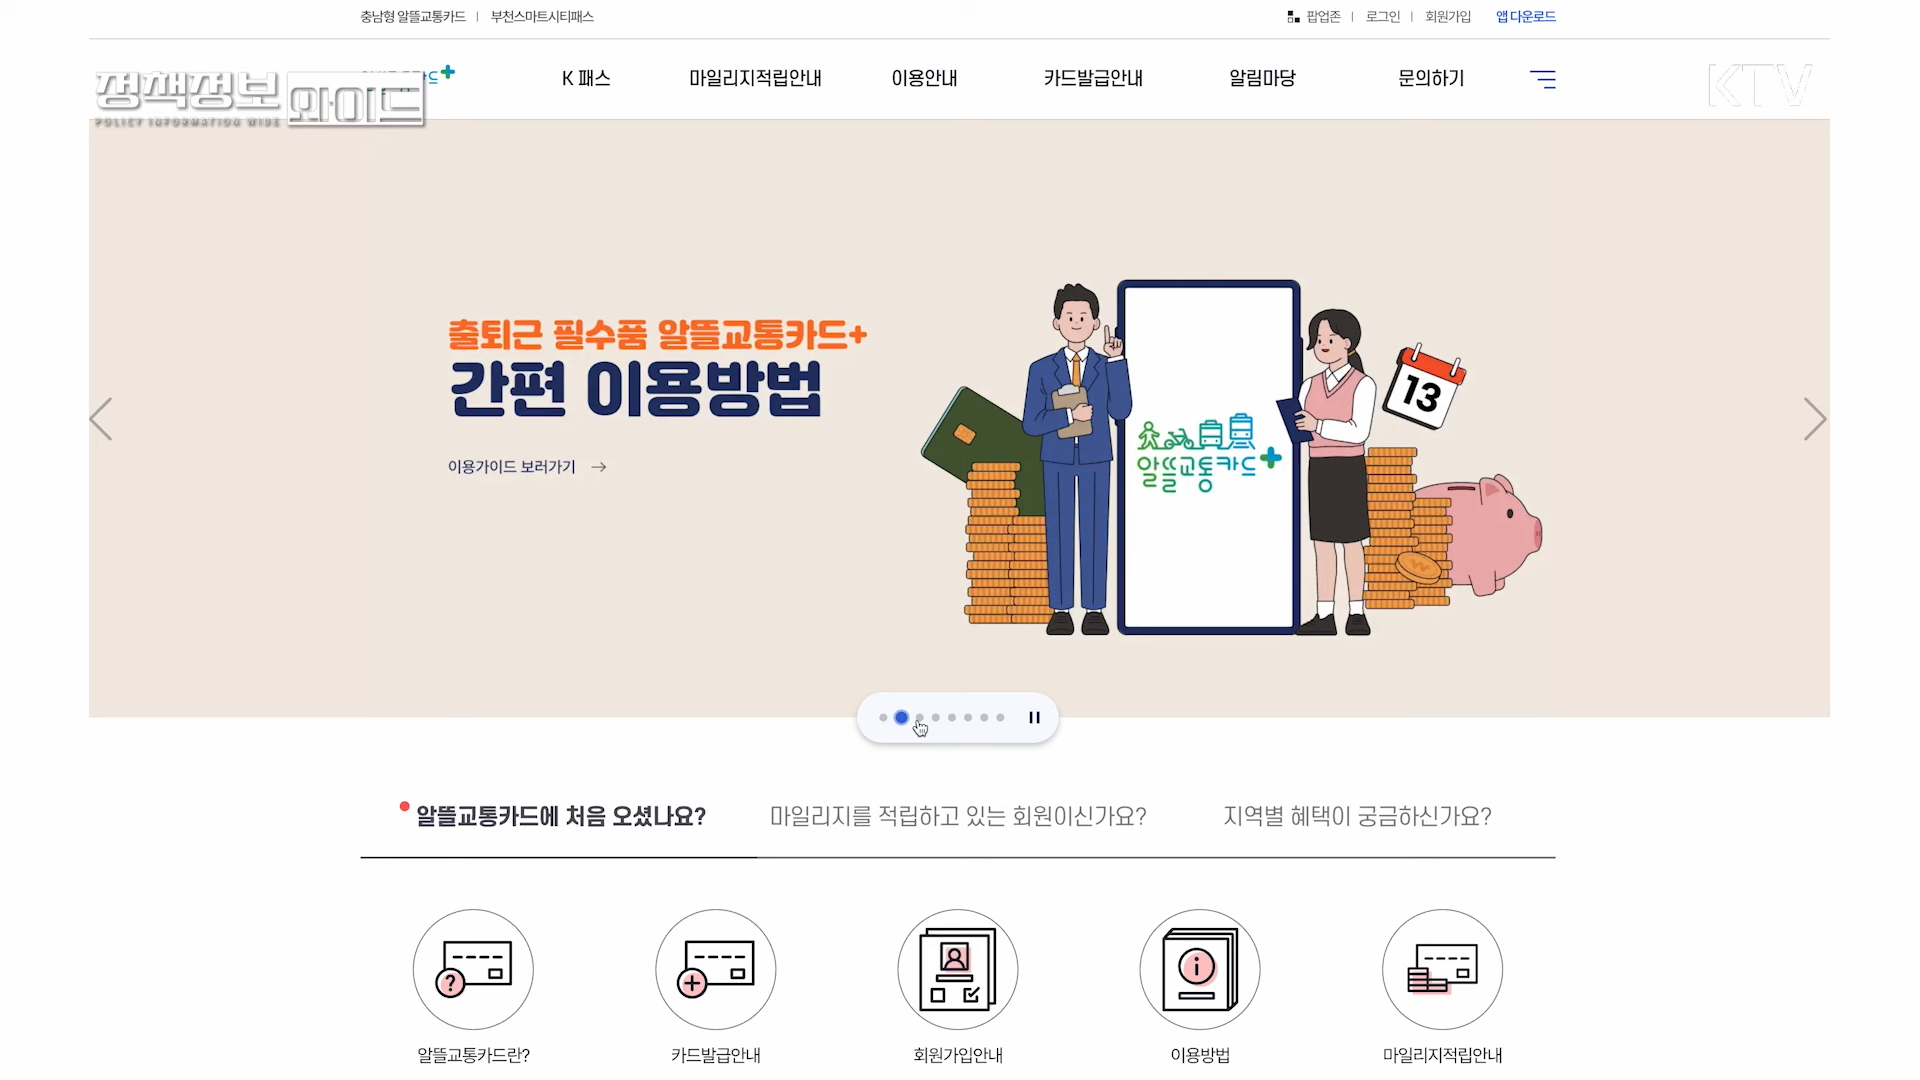 충남형 알뜰교통카드 | 부천스마트시티패스
팝업존 | 로그인 | 회원가입 앱 다운로드
정책정보 와이드
POLICY INFORMATION WIDE
K 패스 마일리지적립안내 이용안내 카드발급안내 알림마당 문의하기
KTV
출퇴근 필수품 알뜰교통카드+
간편 이용방법
이용가이드 보러가기 →
알뜰교통카드+
13
알뜰교통카드에 처음 오셨나요? 마일리지를 적립하고 있는 회원이신가요? 지역별 혜택이 궁금하신가요?
알뜰교통카드란? 카드발급안내 회원가입안내 이용방법 마일리지적립안내